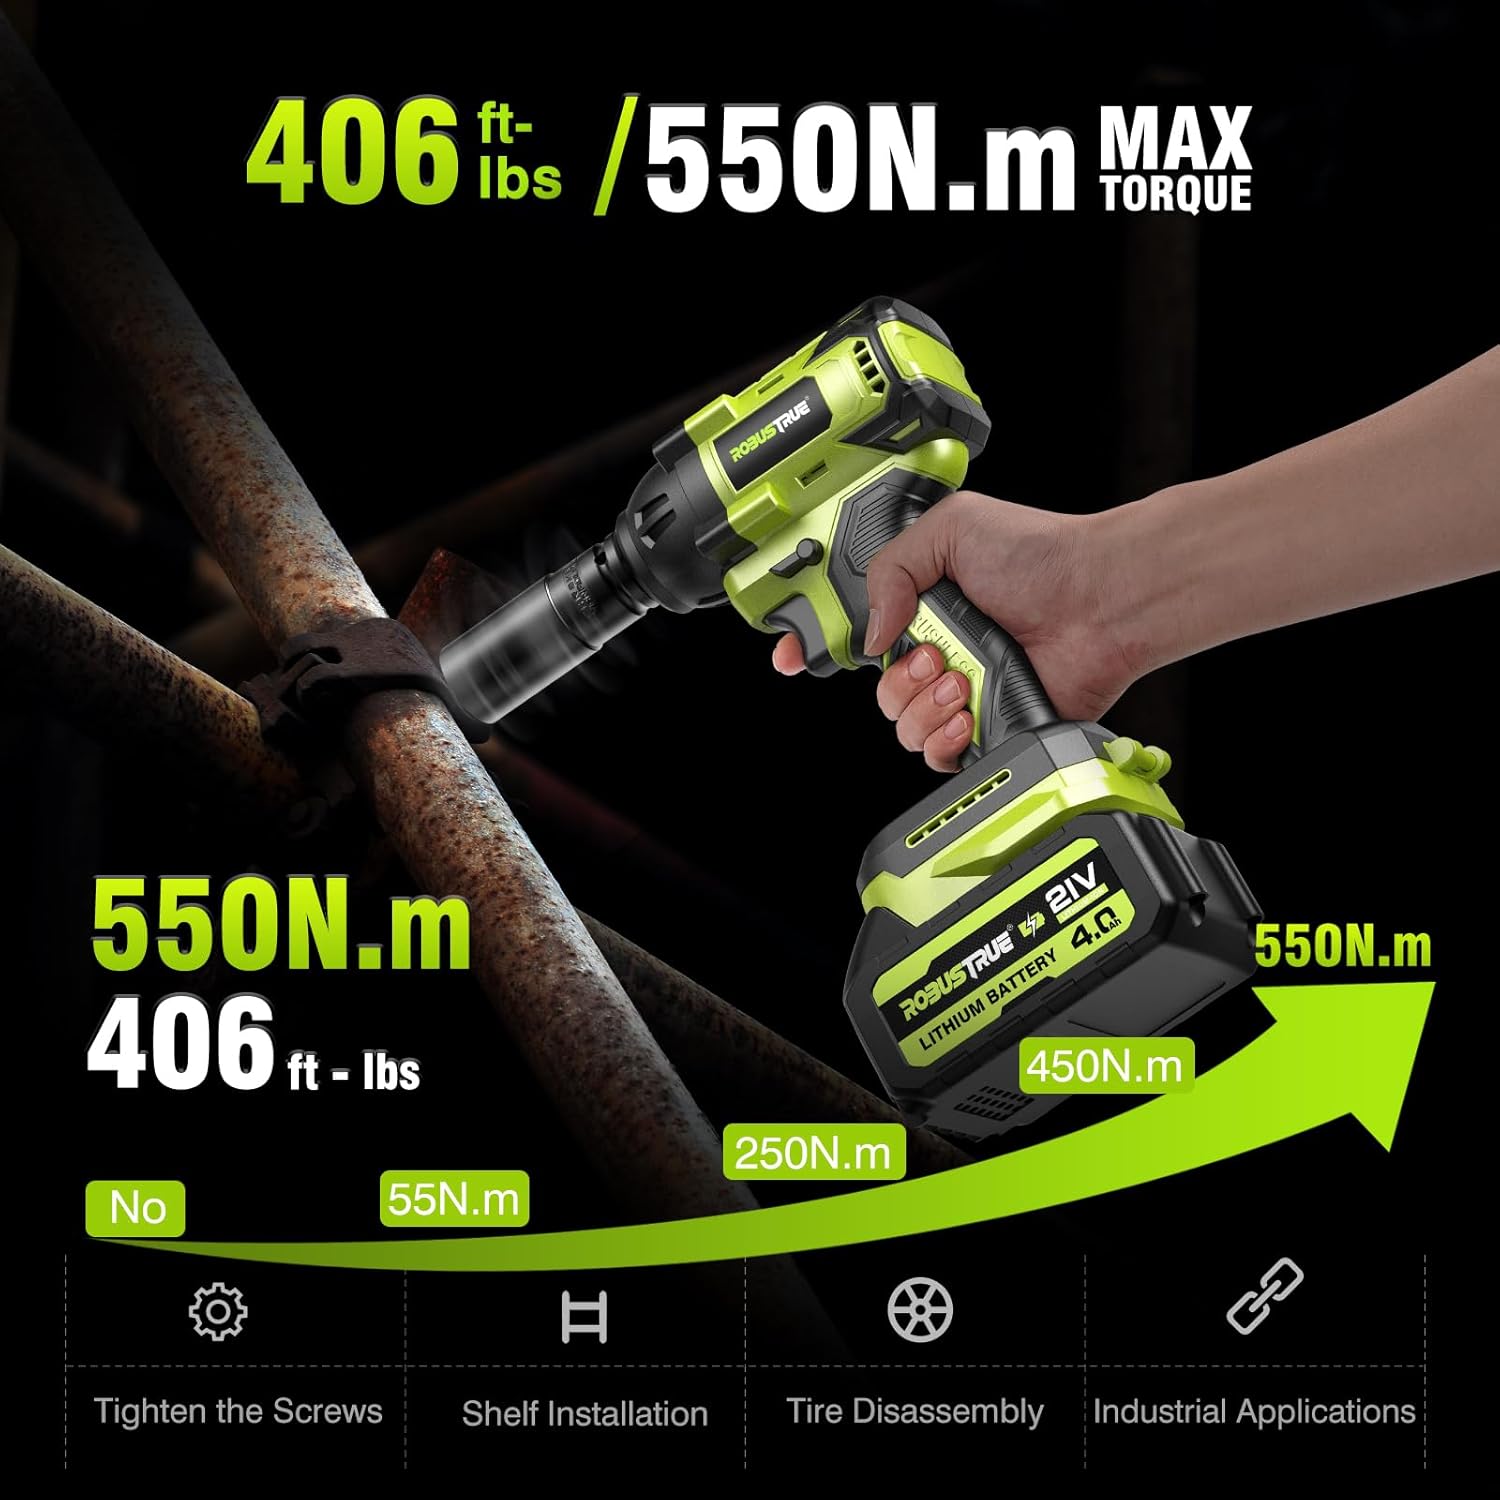 406 ft-lbs / 550N.m MAX TORQUE
ROBUSTRUE®
21V
ROBUSTRUE®
4.0Ah
LITHIUM BATTERY
550N.m
406 ft - lbs
550N.m
450N.m
250N.m
55N.m
No
Tighten the Screws
Shelf Installation
Tire Disassembly
Industrial Applications